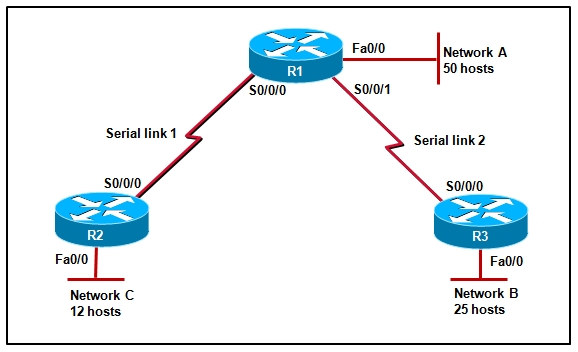 Fa0/0
Network A
50 hosts
R1
S0/0/0
S0/0/1
Serial link 1
Serial link 2
S0/0/0
S0/0/0
R2
R3
Fa0/0
Fa0/0
Network C
12 hosts
Network B
25 hosts